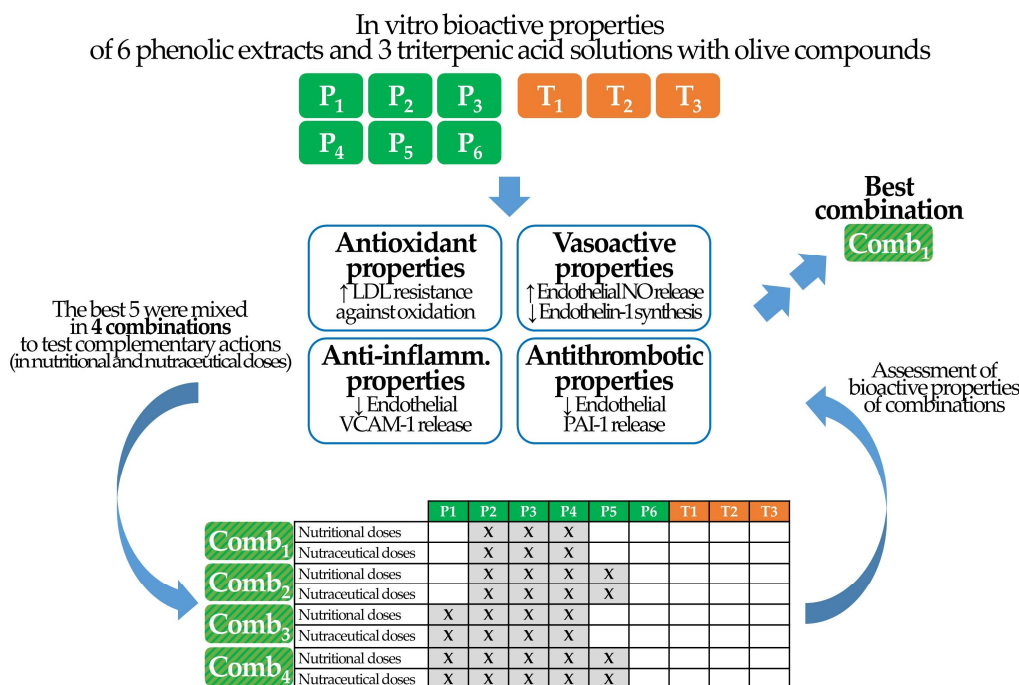 In vitro bioactive properties
of 6 phenolic extracts and 3 triterpenic acid solutions with olive compounds
P1 P2 P3 T1 T2 T3
P4 P5 P6
Best
combination
Comb1
Antioxidant
properties
↑ LDL resistance
against oxidation
Vasoactive
properties
↑ Endothelial NO release
↓ Endothelin-1 synthesis
The best 5 were mixed
in 4 combinations
to test complementary actions
(in nutritional and nutraceutical doses)
Anti-inflamm.
properties
↓ Endothelial
VCAM-1 release
Antithrombotic
properties
↓ Endothelial
PAI-1 release
Assessment of
bioactive properties
of combinations
P1 P2 P3 P4 P5 P6 T1 T2 T3
Comb1
Nutritional doses X X X
Nutraceutical doses X X X
Comb2
Nutritional doses X X X X
Nutraceutical doses X X X X
Comb3
Nutritional doses X X X X
Nutraceutical doses X X X X
Comb4
Nutritional doses X X X X X
Nutraceutical doses X X X X X